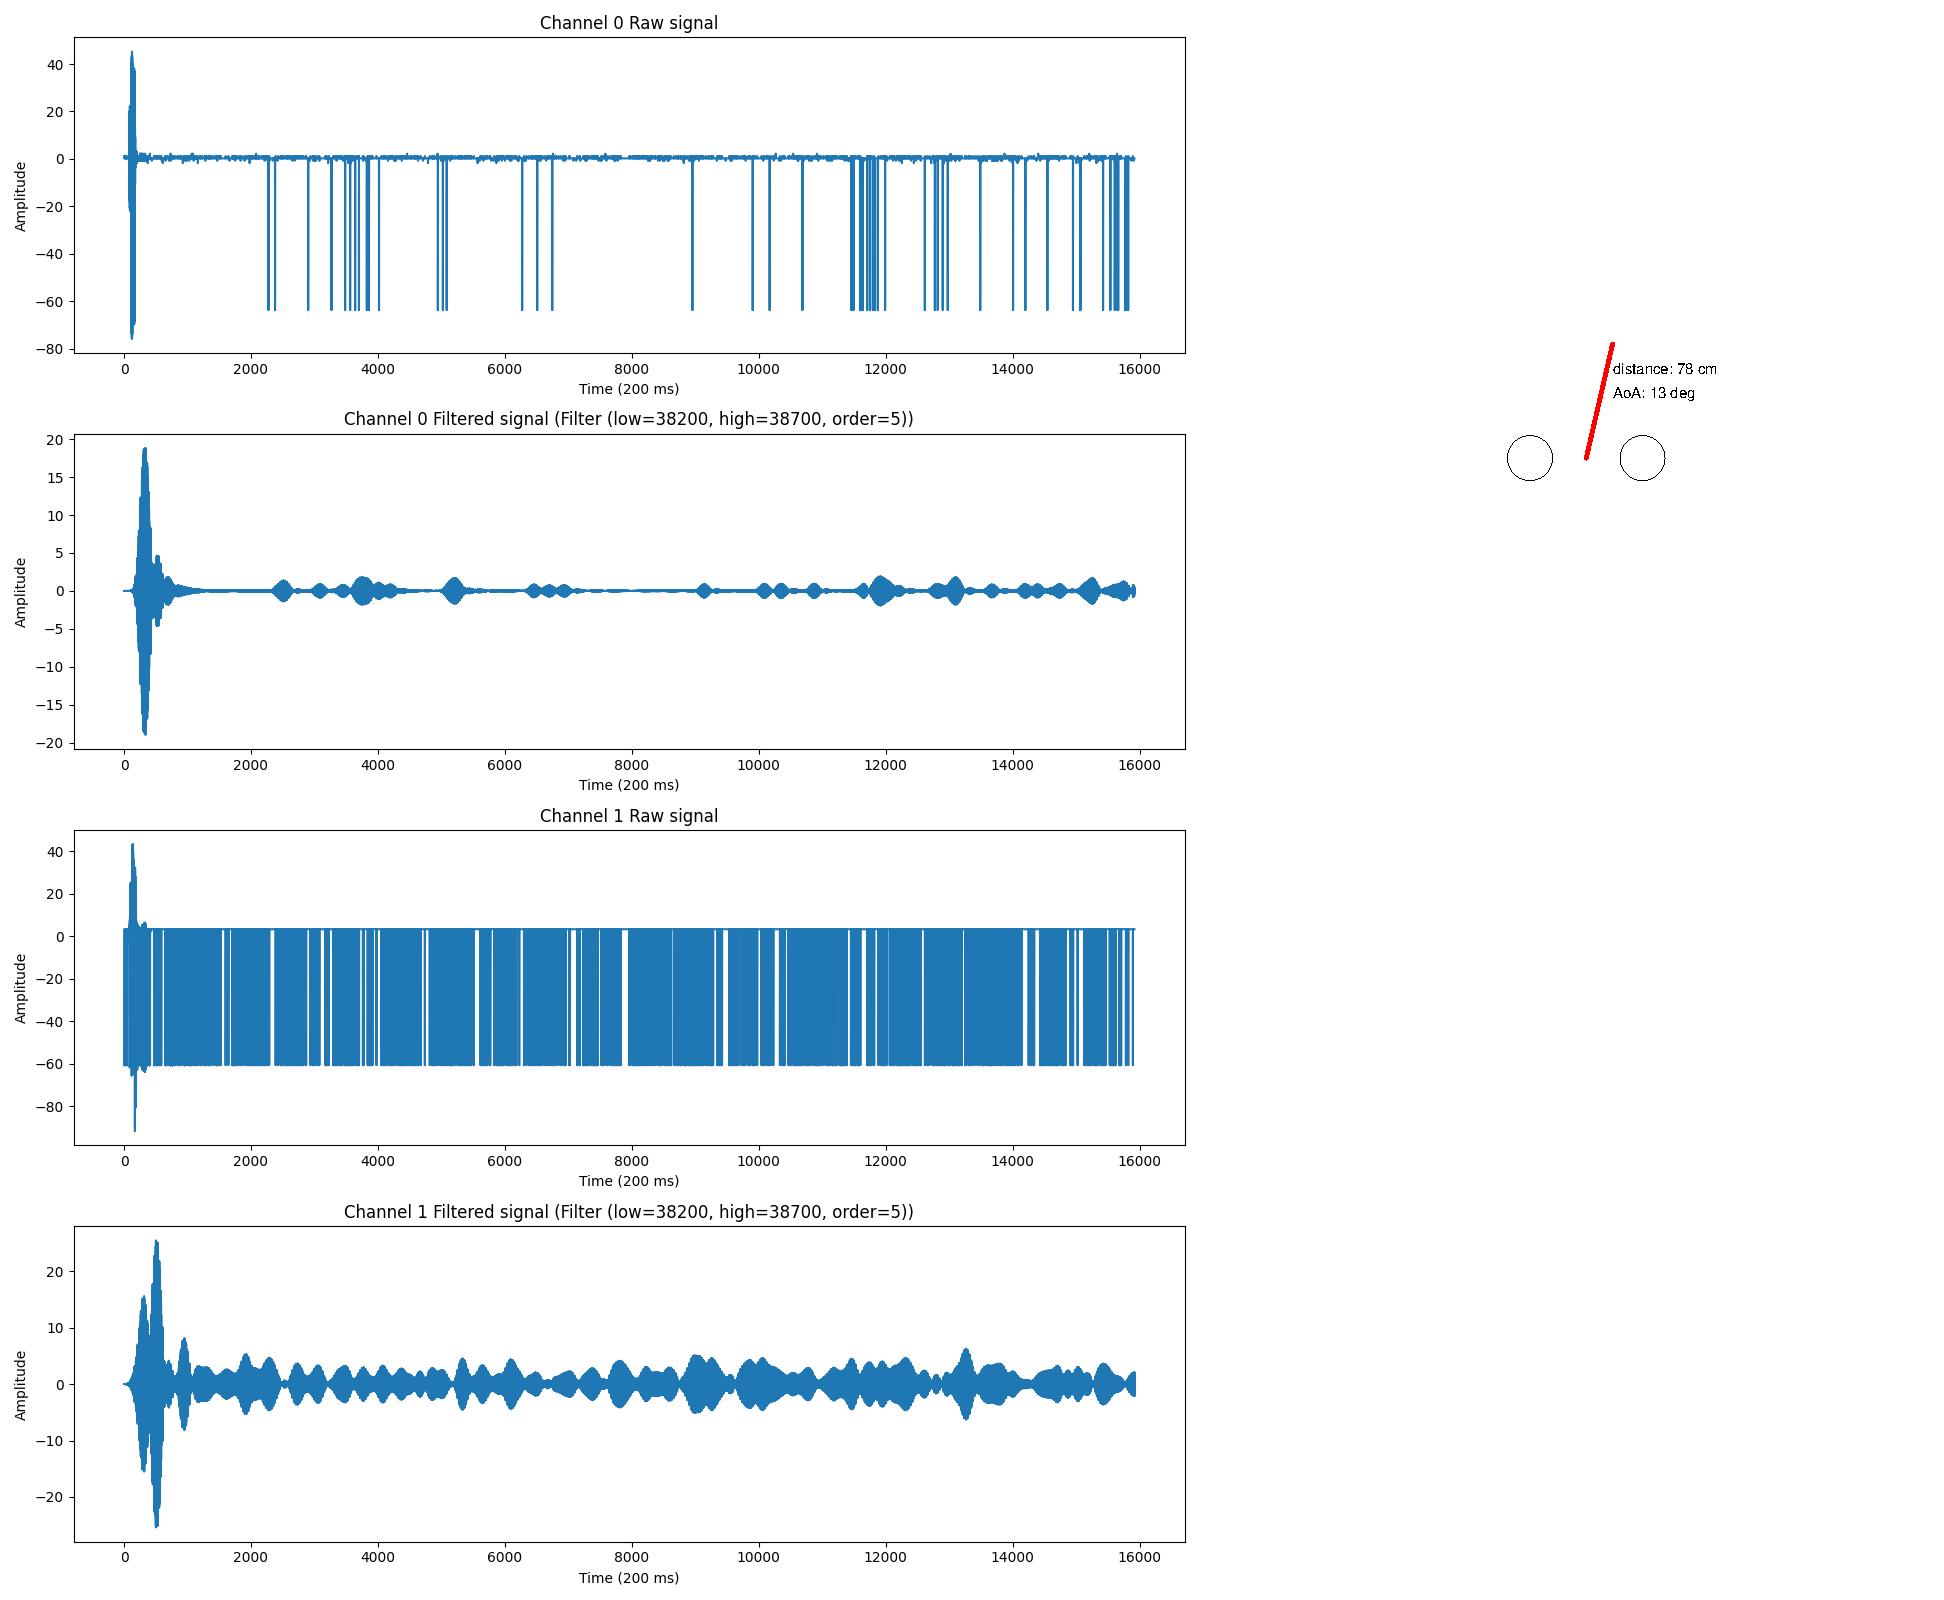 Channel 0 Raw signal
40
20
0
−20
−40
−60
−80
Amplitude
0 2000 4000 6000 8000 10000 12000 14000 16000
Time (200 ms)
Channel 0 Filtered signal (Filter (low=38200, high=38700, order=5))
20
15
10
5
0
−5
−10
−15
−20
Amplitude
0 2000 4000 6000 8000 10000 12000 14000 16000
Time (200 ms)
Channel 1 Raw signal
40
20
0
−20
−40
−60
−80
Amplitude
0 2000 4000 6000 8000 10000 12000 14000 16000
Time (200 ms)
Channel 1 Filtered signal (Filter (low=38200, high=38700, order=5))
20
10
0
−10
−20
Amplitude
0 2000 4000 6000 8000 10000 12000 14000 16000
Time (200 ms)
distance: 78 cm
AoA: 13 deg